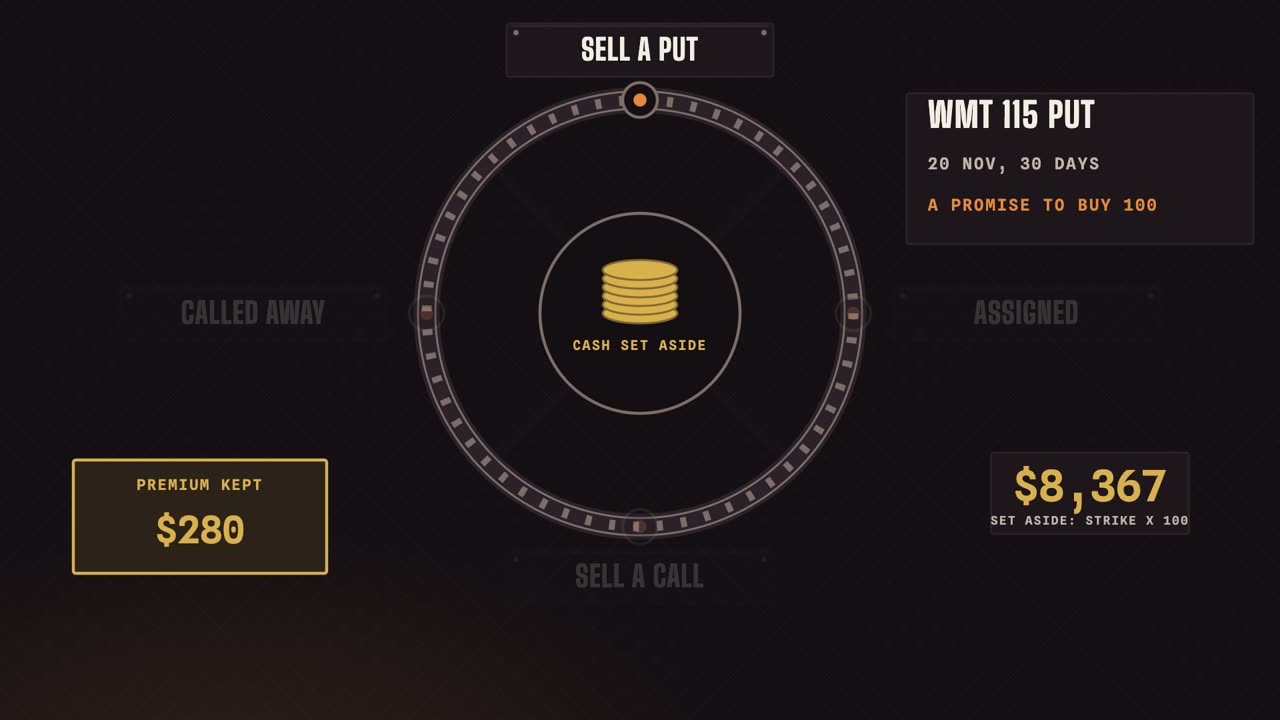 SELL A PUT
WMT 115 PUT
20 NOV, 30 DAYS
A PROMISE TO BUY 100
CALLED AWAY
ASSIGNED
CASH SET ASIDE
PREMIUM KEPT
$280
$8,367
SET ASIDE: STRIKE X 100
SELL A CALL